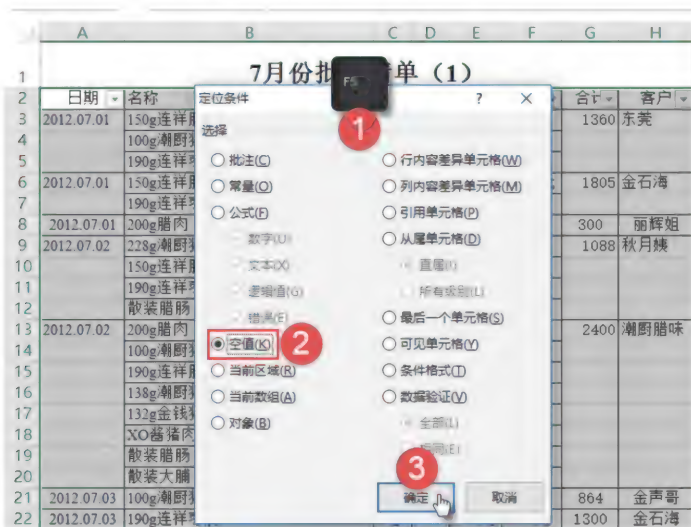 A B C D E F G H
1 7月份批 单（1）
2 日期 名称 合计 客户
3 2012.07.01 150g连祥 1360 东莞
4 100g潮厨
5 190g连祥
6 2012.07.01 150g连祥 1805 金石海
7 190g连祥
8 2012.07.01 200g腊肉 300 丽辉姐
9 2012.07.02 228g潮厨 1088 秋月姨
10 150g连祥
11 190g连祥
12 散装腊肠
13 2012.07.02 200g腊肉 2400 潮厨腊味
14 100g潮厨
15 190g连祥
16 138g潮厨
17 132g金钱
18 XO酱猪肉
19 散装腊肠
20 散装大脯
21 2012.07.03 100g潮厨 864 金声哥
22 2012.07.03 190g连祥 1300 金石海
F5
1
定位条件 ? ×
选择
批注(C)
常量(O)
公式(F)
数字(U)
文本(X)
逻辑值(G)
错误(E)
空值(K) 2
当前区域(R)
当前数组(A)
对象(B)
行内容差异单元格(W)
列内容差异单元格(M)
引用单元格(P)
从属单元格(D)
直属(I)
所有级别(L)
最后一个单元格(S)
可见单元格(Y)
条件格式(T)
数据验证(V)
全部(L)
相同(E)
3
确定 取消